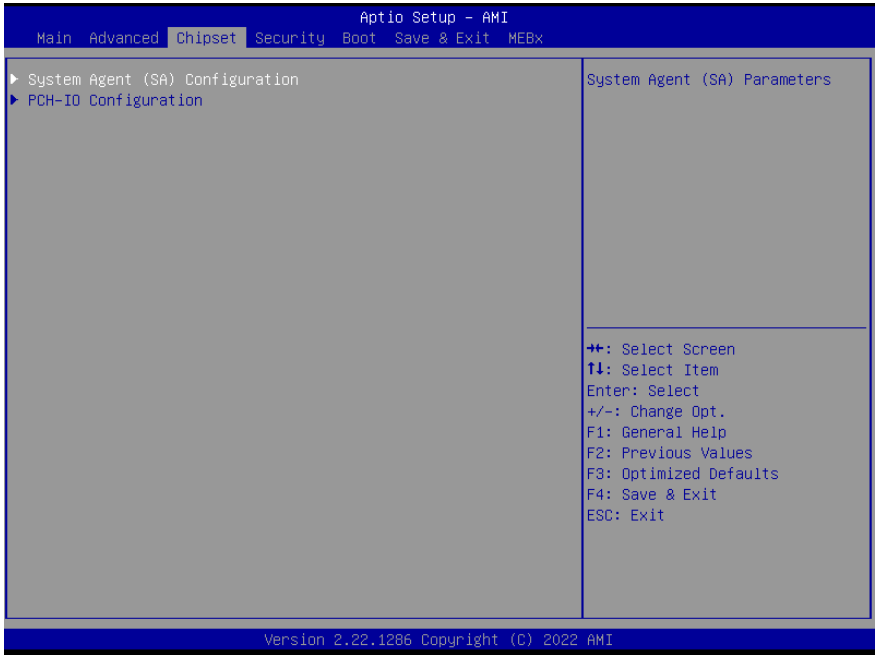 Aptio Setup – AMI
Main Advanced Chipset Security Boot Save & Exit MEBx
► System Agent (SA) Configuration
► PCH-IO Configuration
System Agent (SA) Parameters
→←: Select Screen
↑↓: Select Item
Enter: Select
+/-: Change Opt.
F1: General Help
F2: Previous Values
F3: Optimized Defaults
F4: Save & Exit
ESC: Exit
Version 2.22.1286 Copyright (C) 2022 AMI